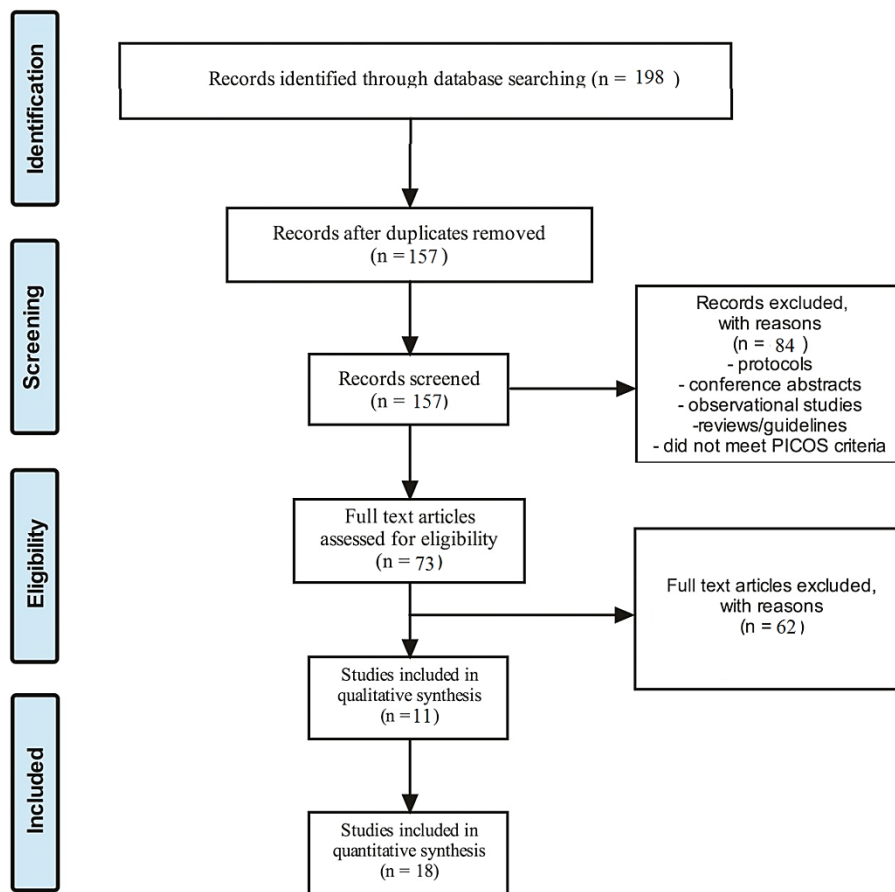 Identification
Records identified through database searching (n = 198 )
Records after duplicates removed
(n = 157)
Screening
Records screened
(n = 157)
Records excluded,
with reasons
(n = 84)
- protocols
- conference abstracts
- observational studies
-reviews/guidelines
- did not meet PICOS criteria
Eligibility
Full text articles
assessed for eligibility
(n = 73)
Full text articles excluded,
with reasons
(n = 62)
Studies included in
qualitative synthesis
(n =11)
Included
Studies included in
quantitative synthesis
(n = 18)